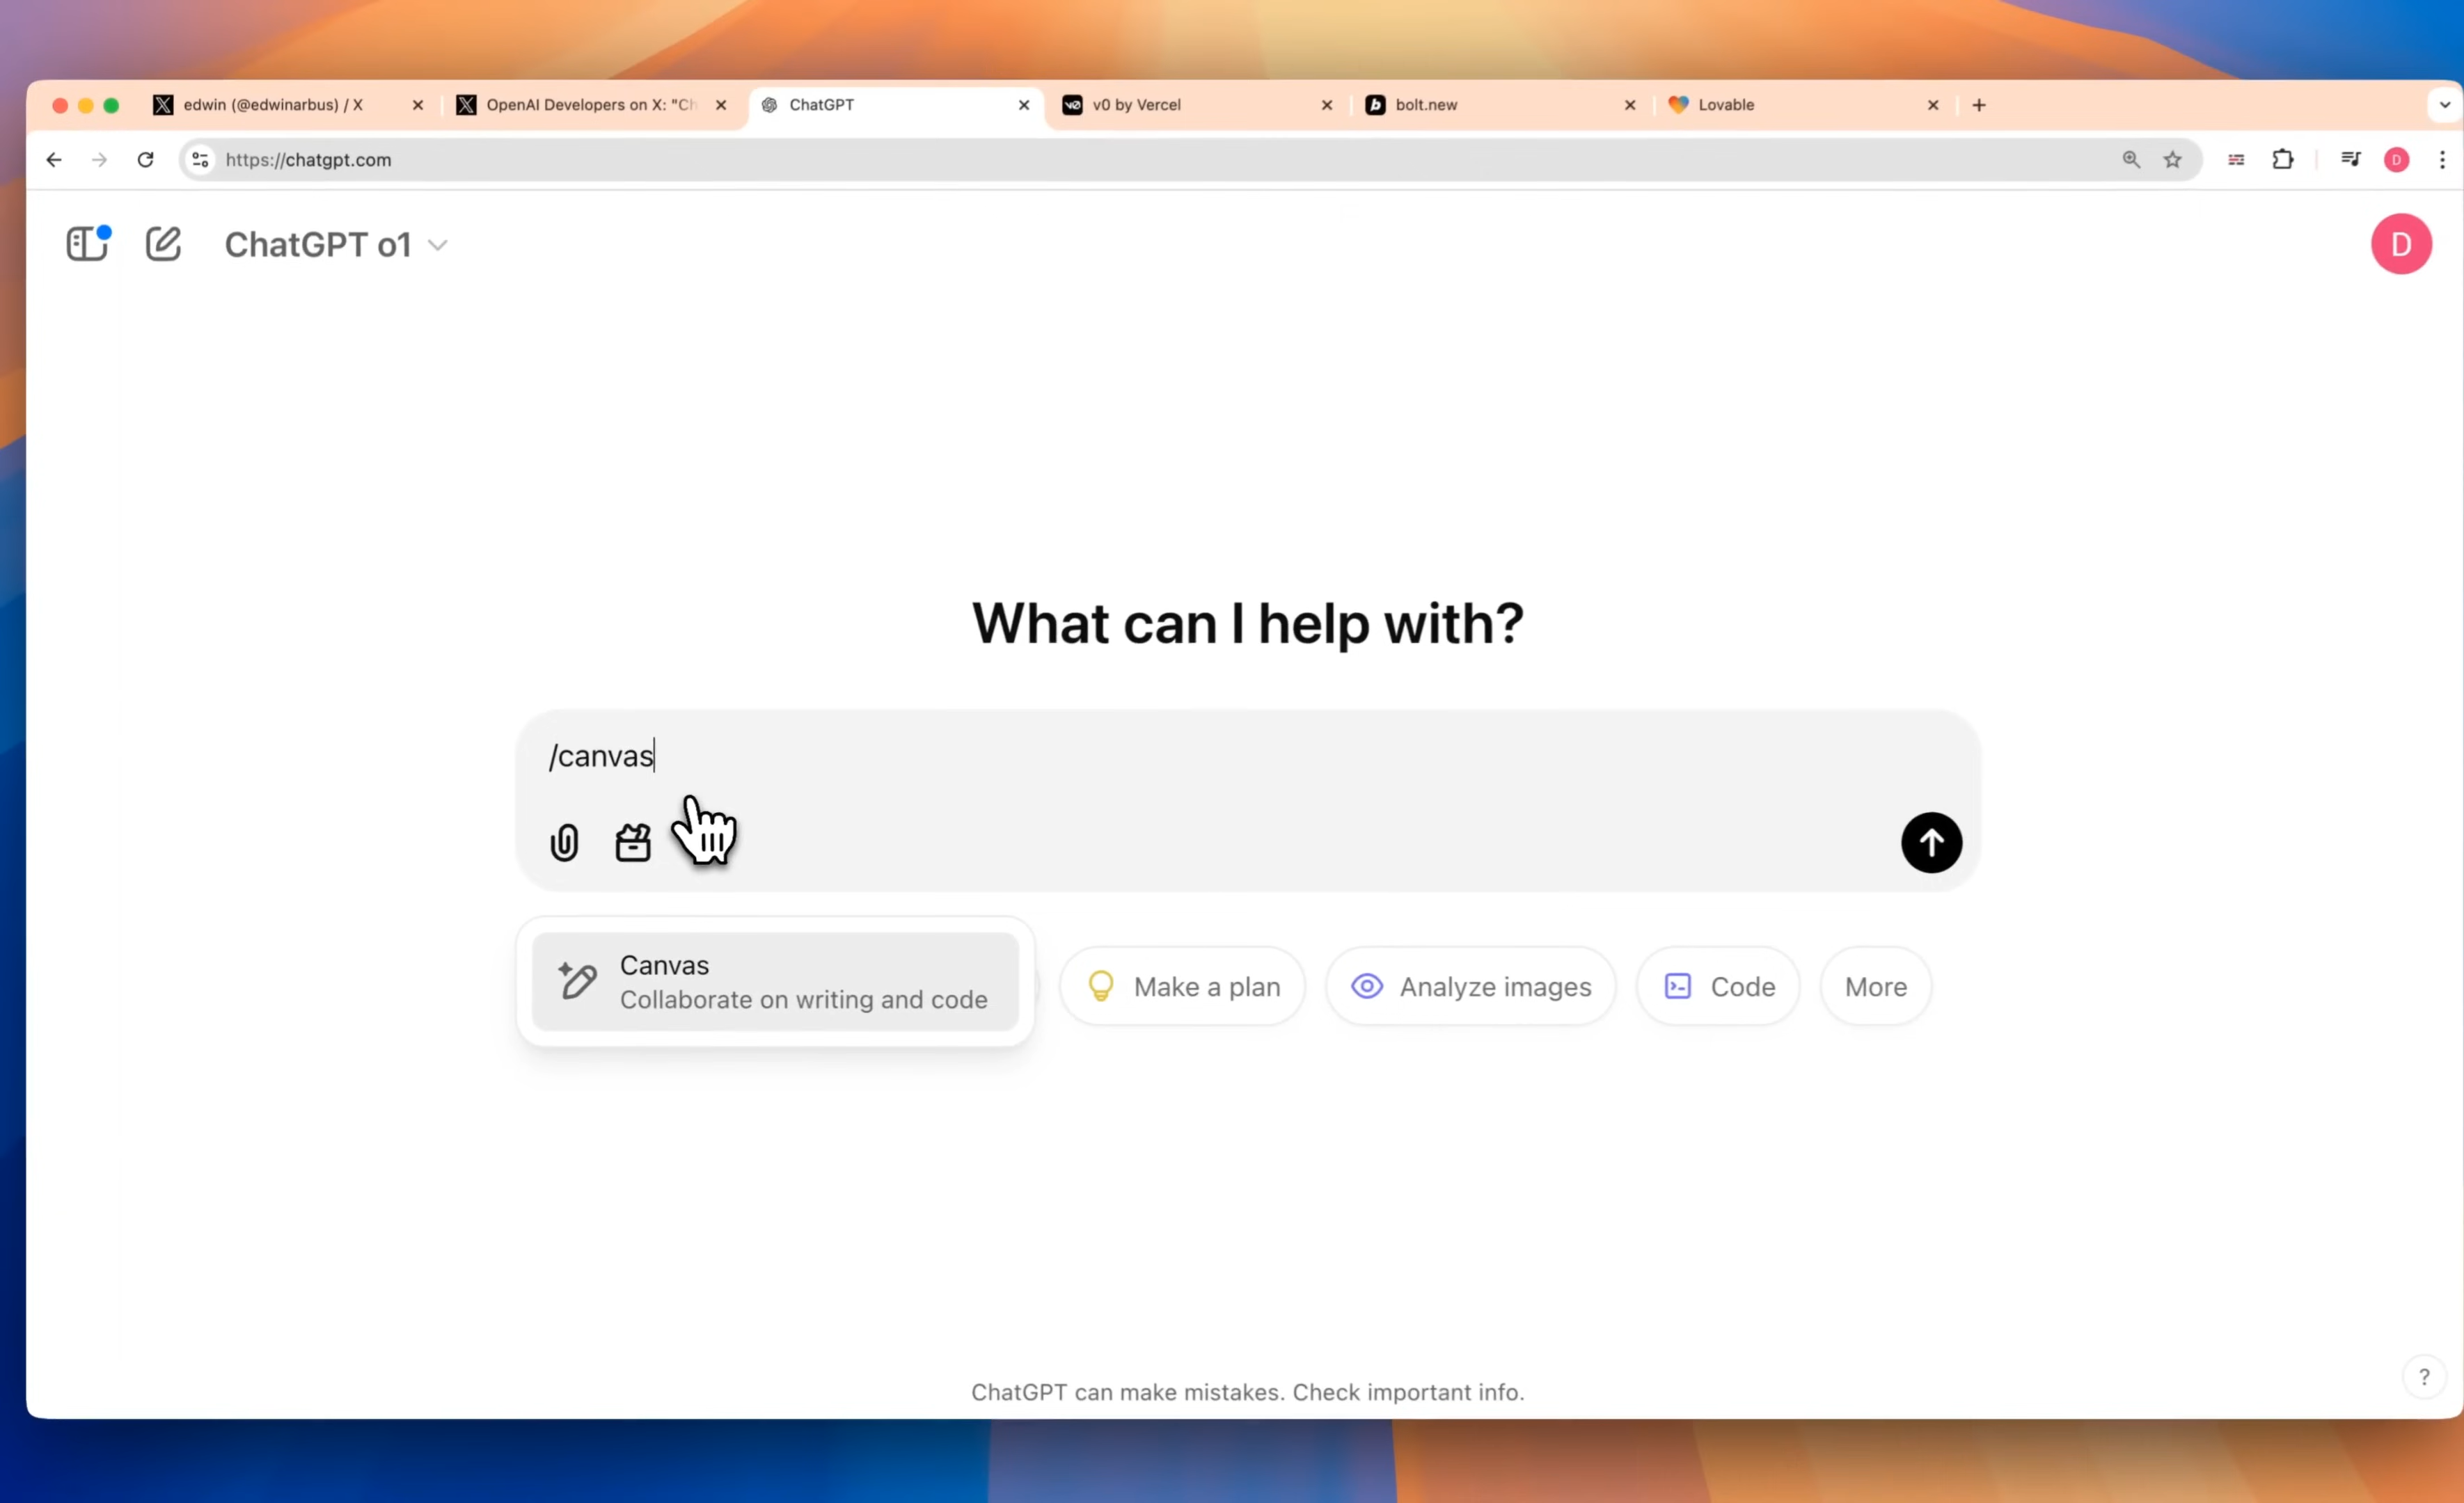 edwin (@edwinarbus) / X
OpenAI Developers on X: "Ch
ChatGPT
v0 by Vercel
bolt.new
Lovable
https://chatgpt.com
D
ChatGPT o1
D
What can I help with?
/canvas
Canvas
Collaborate on writing and code
Make a plan
Analyze images
Code
More
ChatGPT can make mistakes. Check important info.
?